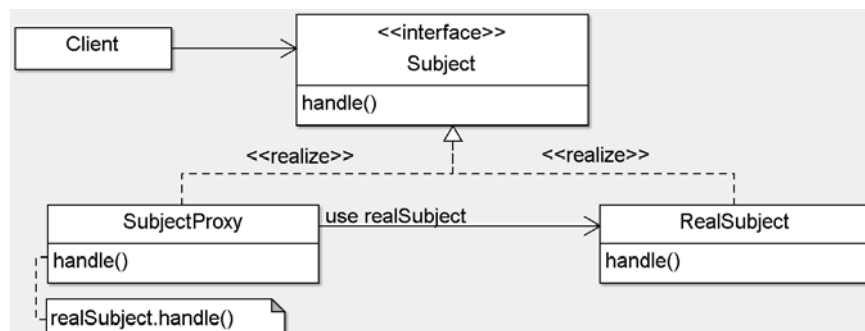 Client
<<interface>>
Subject
handle()
<<realize>>
<<realize>>
SubjectProxy
use realSubject
RealSubject
handle()
handle()
realSubject.handle()